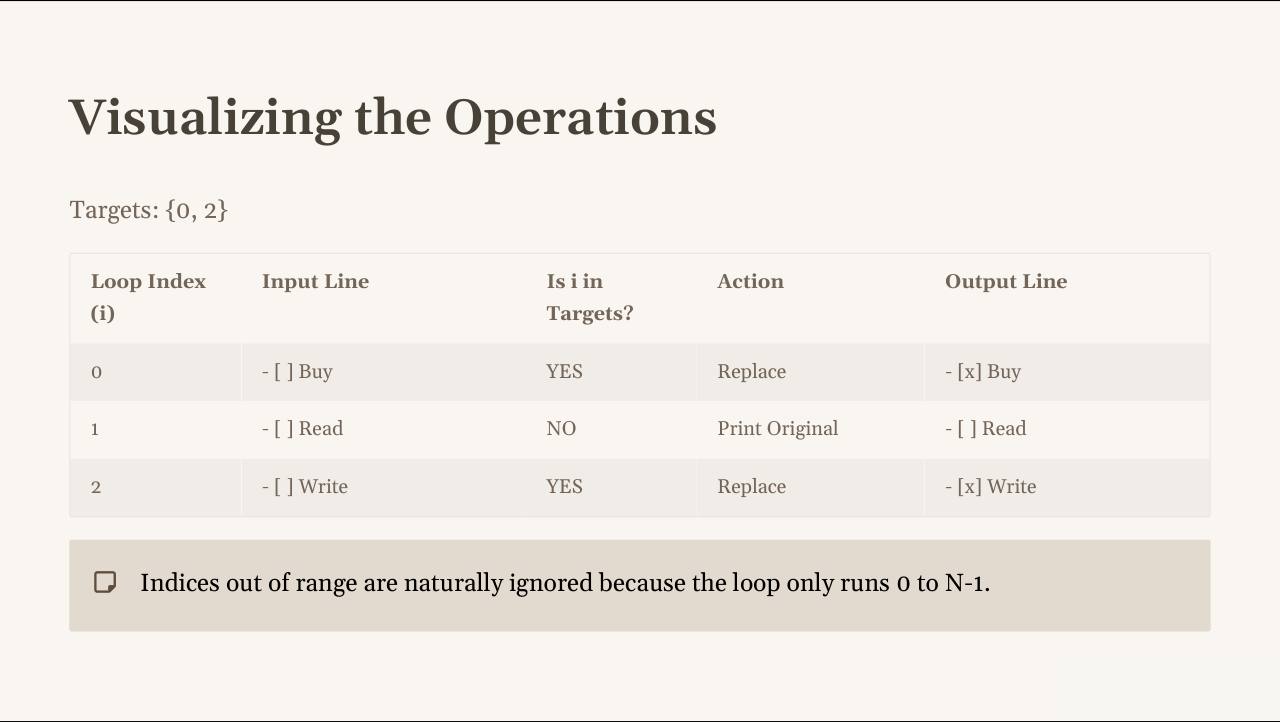 Visualizing the Operations
Targets: {0, 2}
Loop Index (i) Input Line Is i in Targets? Action Output Line
0 - [ ] Buy YES Replace - [x] Buy
1 - [ ] Read NO Print Original - [ ] Read
2 - [ ] Write YES Replace - [x] Write
Indices out of range are naturally ignored because the loop only runs 0 to N-1.